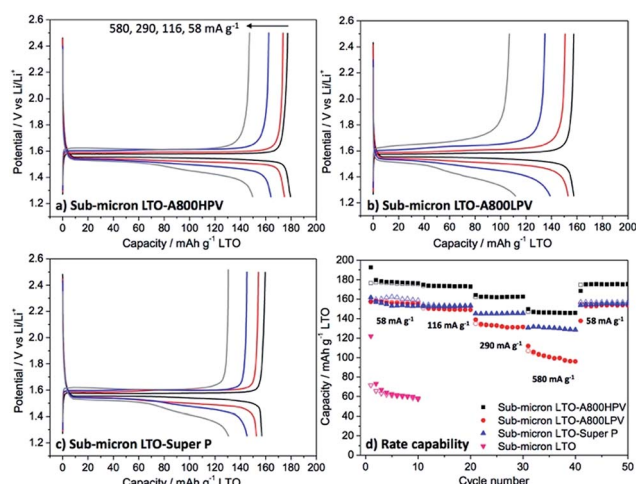 580, 290, 116, 58 mA g⁻¹
Potential / V vs Li/Li⁺
2.6
2.4
2.2
2.0
1.8
1.6
1.4
1.2
a) Sub-micron LTO-A800HPV
0 20 40 60 80 100 120 140 160 180 200
Capacity / mAh g⁻¹ LTO
Potential / V vs Li/Li⁺
2.6
2.4
2.2
2.0
1.8
1.6
1.4
1.2
b) Sub-micron LTO-A800LPV
0 20 40 60 80 100 120 140 160 180 200
Capacity / mAh g⁻¹ LTO
Potential / V vs Li/Li⁺
2.6
2.4
2.2
2.0
1.8
1.6
1.4
1.2
c) Sub-micron LTO-Super P
0 20 40 60 80 100 120 140 160 180 200
Capacity / mAh g⁻¹ LTO
Capacity / mAh g⁻¹ LTO
200
180
160
140
120
100
80
60
40
20
0
58 mA g⁻¹
116 mA g⁻¹
290 mA g⁻¹
580 mA g⁻¹
58 mA g⁻¹
Sub-micron LTO-A800HPV
Sub-micron LTO-A800LPV
Sub-micron LTO-Super P
Sub-micron LTO
d) Rate capability
0 10 20 30 40 50
Cycle number